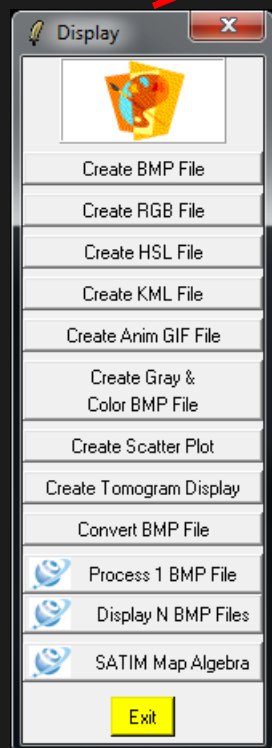 Display
Create BMP File
Create RGB File
Create HSL File
Create KML File
Create Anim GIF File
Create Gray &
Color BMP File
Create Scatter Plot
Create Tomogram Display
Convert BMP File
Process 1 BMP File
Display N BMP Files
SATIM Map Algebra
Exit